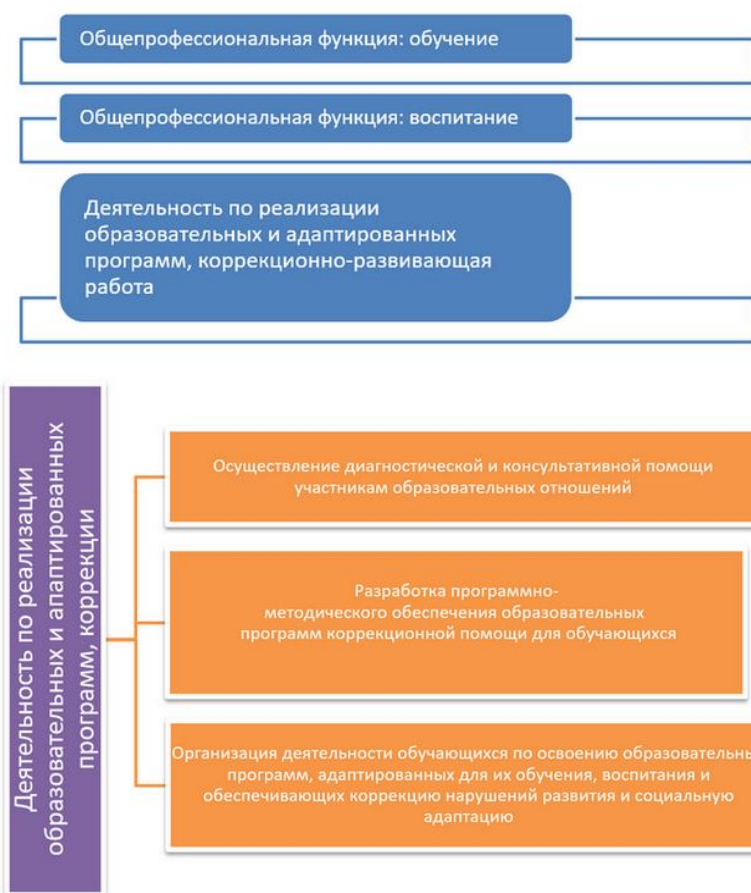 Общепрофессиональная функция: обучение
Общепрофессиональная функция: воспитание
Деятельность по реализации
образовательных и адаптированных
программ, коррекционно-развивающая
работа
Деятельность по реализации
образовательных и апаптированных
программ, коррекции
Осуществление диагностической и консультативной помощи
участникам образовательных отношений
Разработка программно-
методического обеспечения образовательных
программ коррекционной помощи для обучающихся
Организация деятельности обучающихся по освоению образовательны
программ, адаптированных для их обучения, воспитания и
обеспечивающих коррекцию нарушений развития и социальную
адаптацию